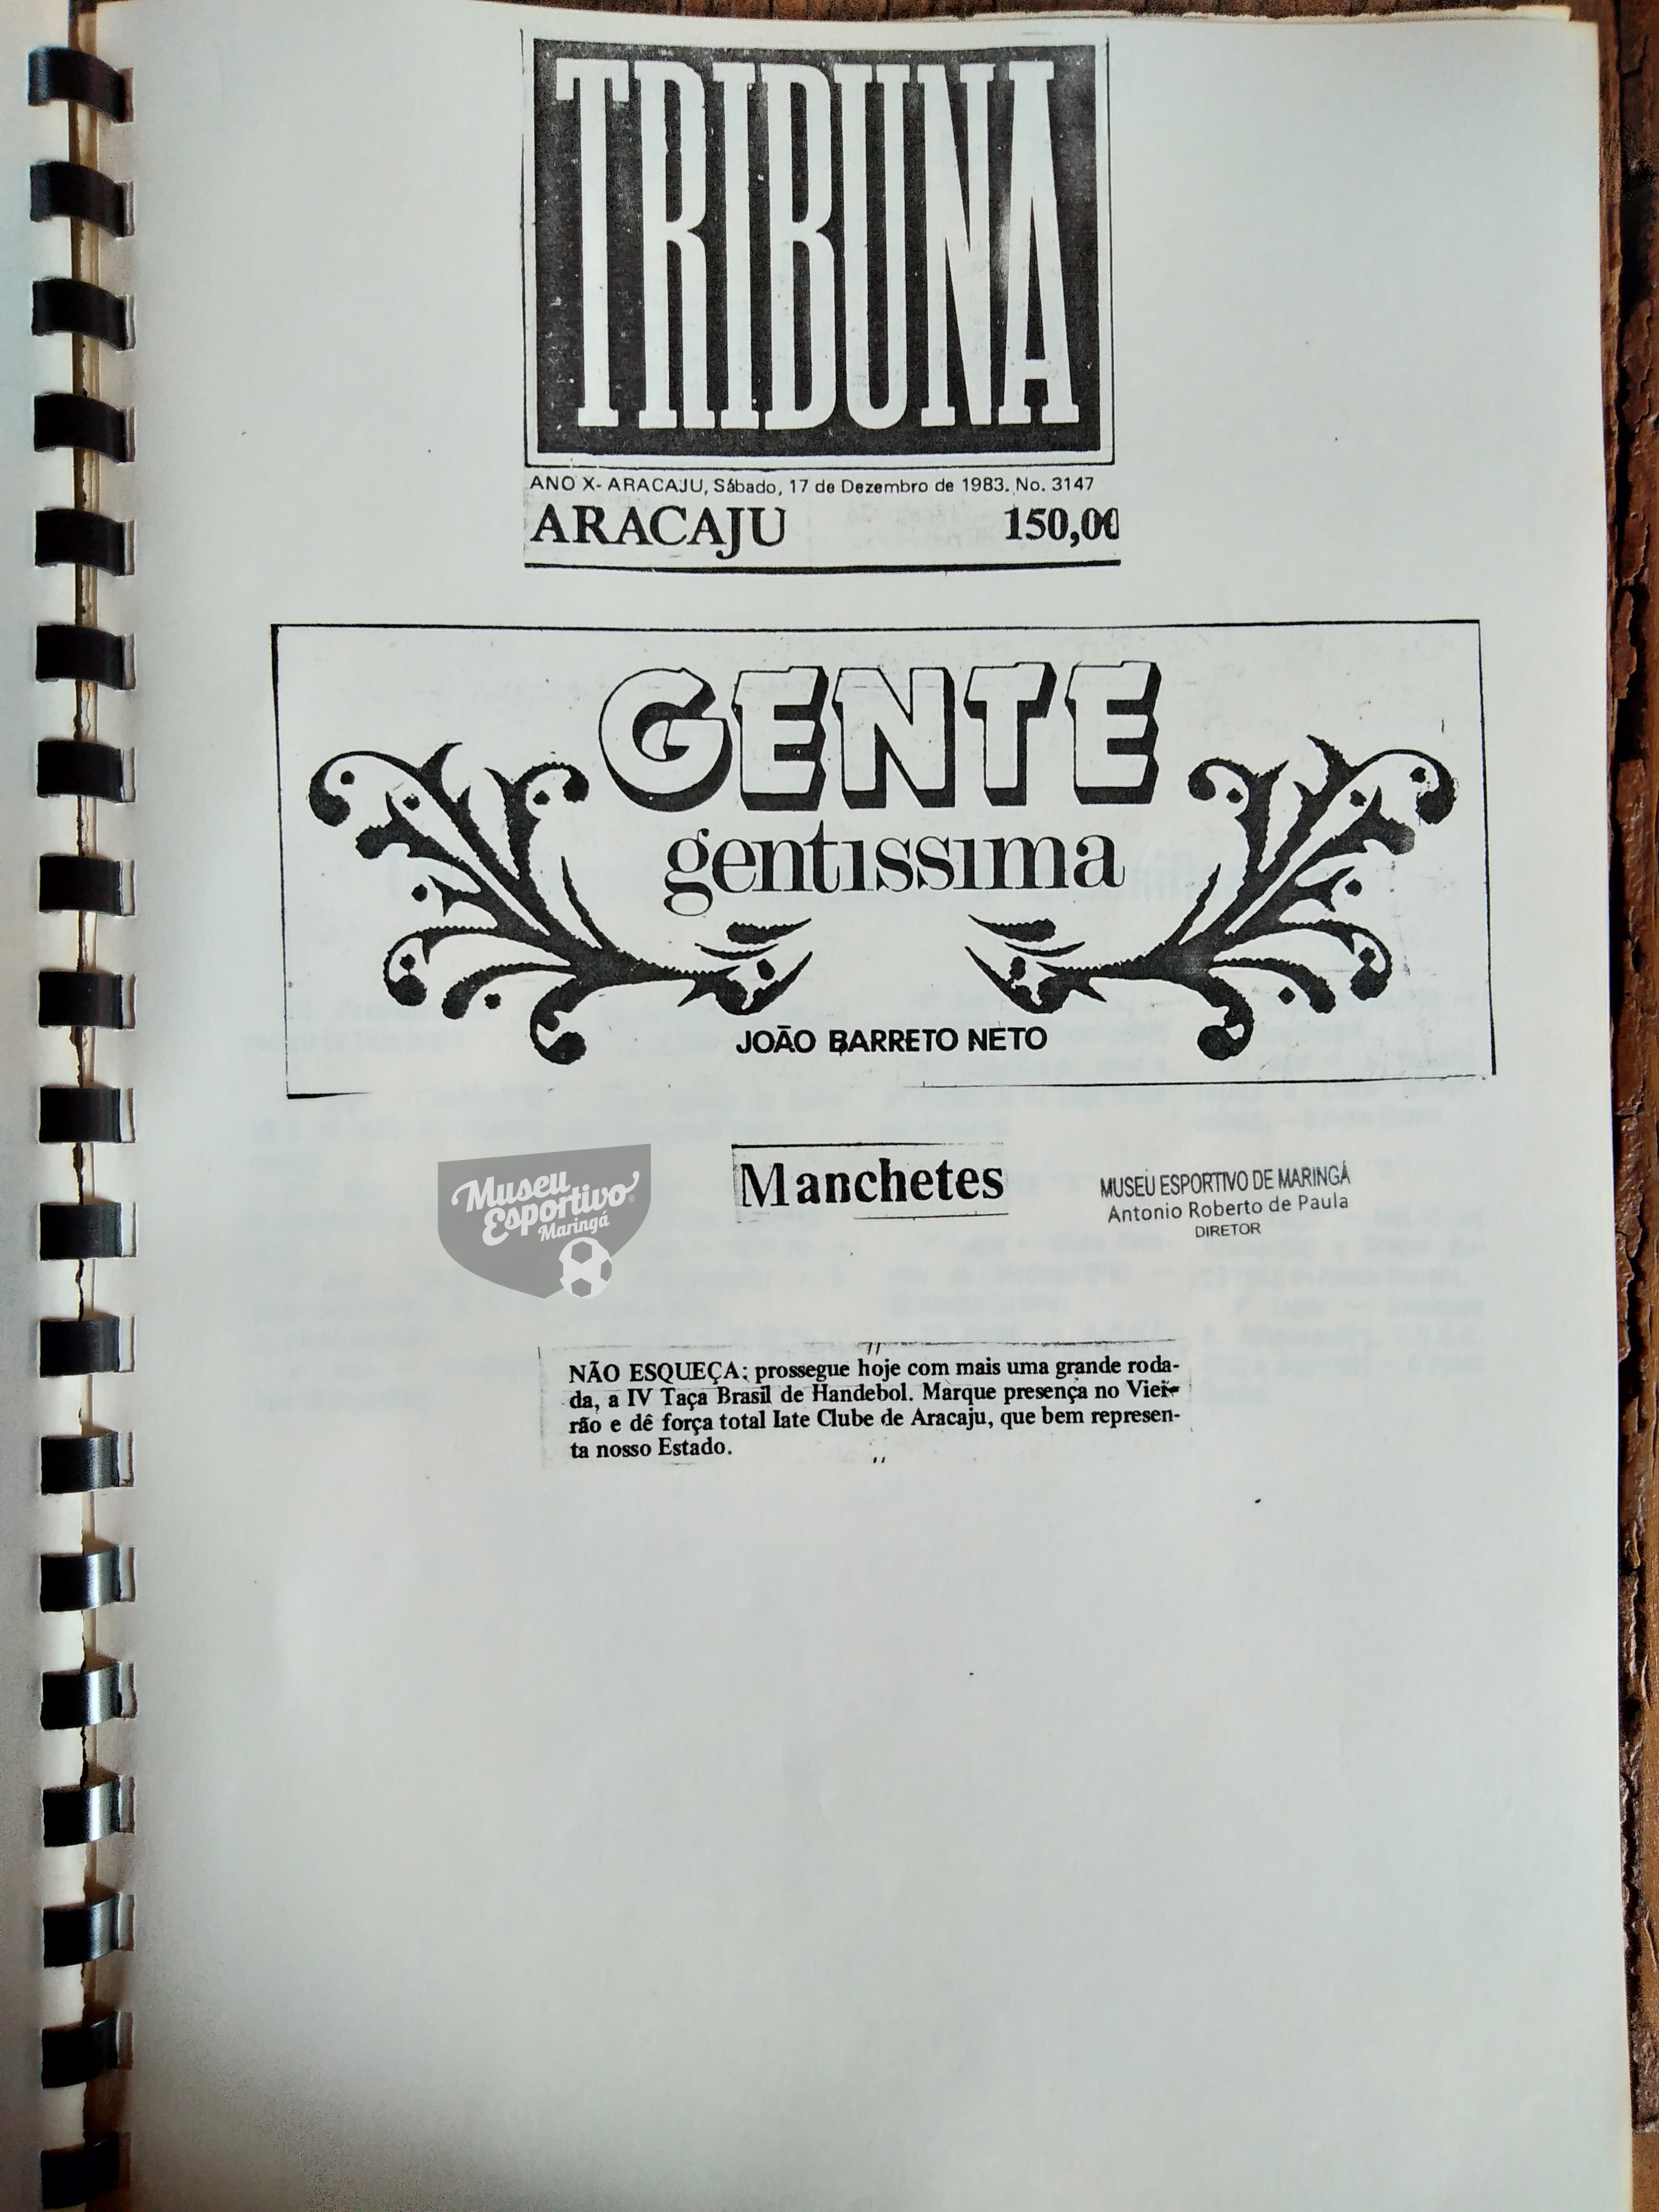 TRIBUNA
ANO X- ARACAJU, Sábado, 17 de Dezembro de 1983. No. 3147
ARACAJU 150,00
GENTE
gentissima
JOÃO BARRETO NETO
Museu
Esportivo®
Maringá
Manchetes
MUSEU ESPORTIVO DE MARINGÁ
Antonio Roberto de Paula
DIRETOR
NÃO ESQUEÇA: prossegue hoje com mais uma grande roda-
da, a IV Taça Brasil de Handebol. Marque presença no Viei-
rão e dê força total Iate Clube de Aracaju, que bem represen-
ta nosso Estado.